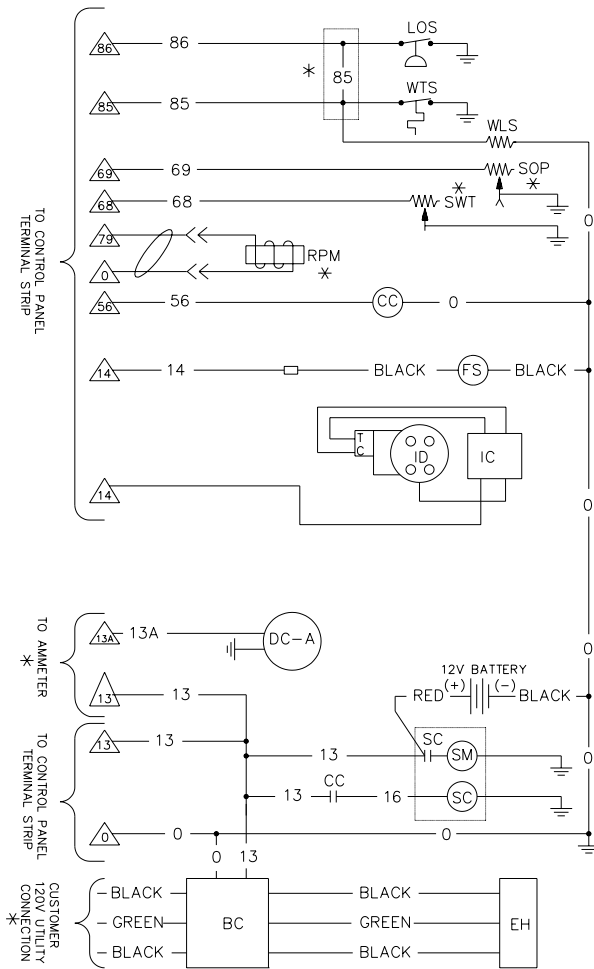 86 86 LOS
* 85
85 85 WTS
WLS
69 69 SOP
*
68 68 SWT
*
0
79
RPM
*
0
56 56 CC 0
TO CONTROL PANEL
TERMINAL STRIP
14 14 BLACK FS BLACK
T
C
ID IC
14
0
13A 13A DC-A
TO AMMETER
*
0
12V BATTERY
13 13 RED (+) (-) BLACK
13 13 SC
13 SM
0
CC
13 16 SC
TO CONTROL PANEL
TERMINAL STRIP
0 0 0
0 13
CUSTOMER
120V UTILITY
CONNECTION
*
BLACK BLACK
GREEN BC GREEN EH
BLACK BLACK